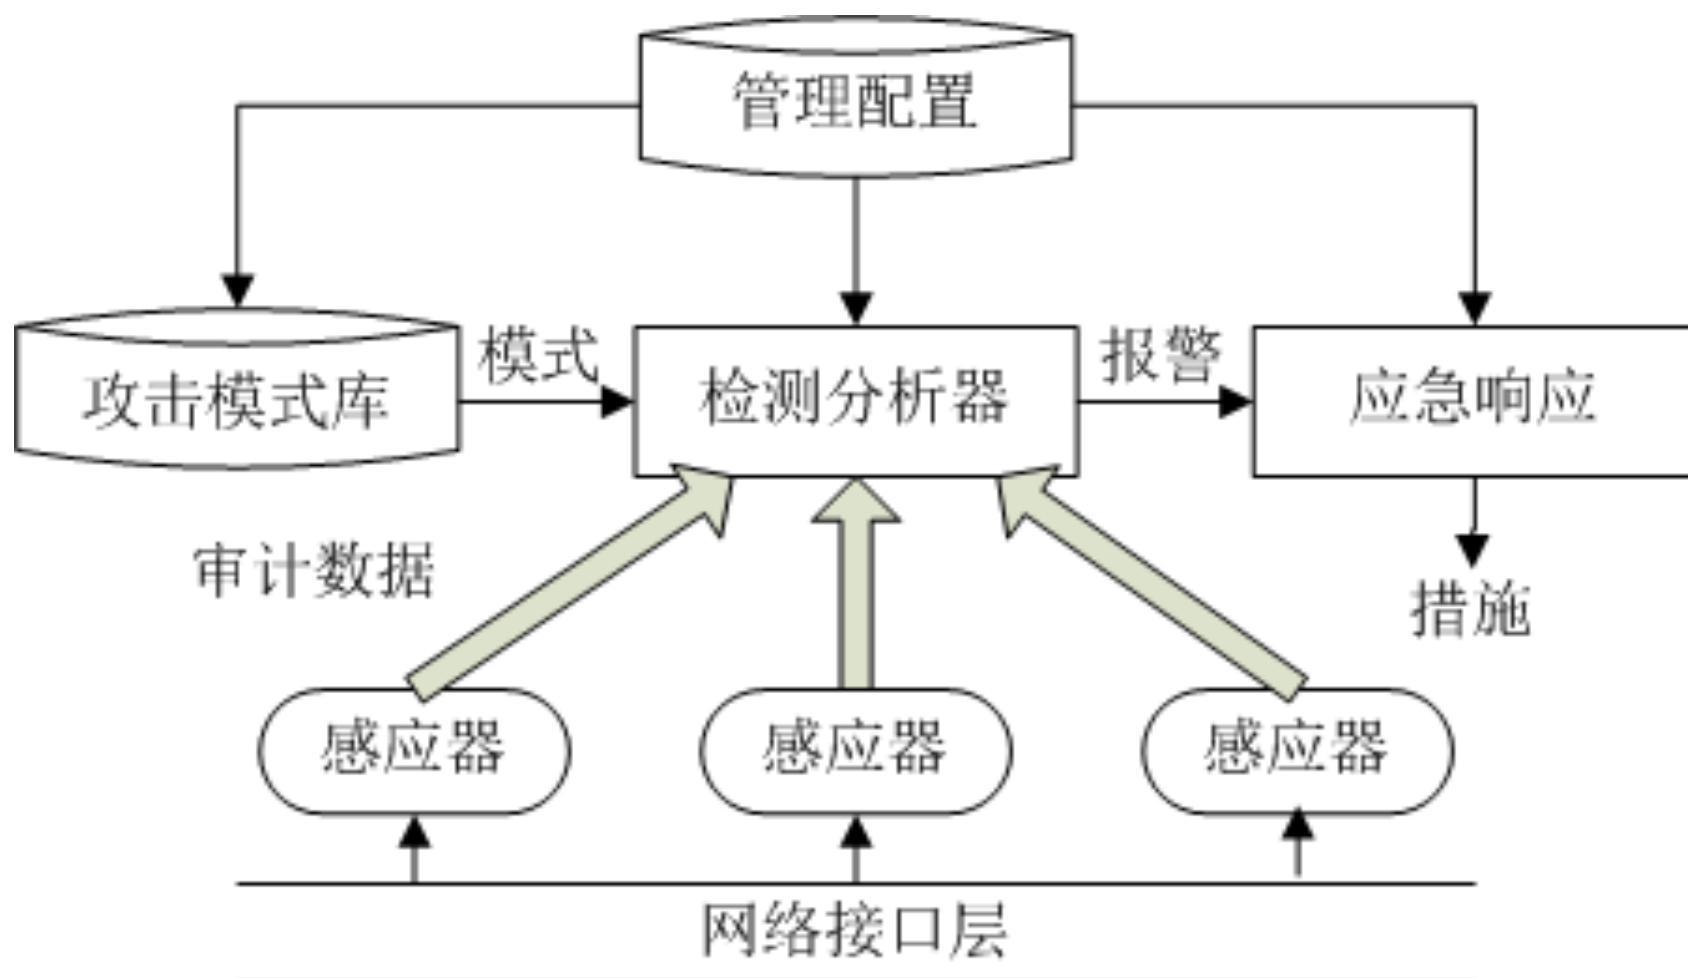 管理配置
攻击模式库
模式
检测分析器
报警
应急响应
审计数据
措施
感应器
感应器
感应器
网络接口层